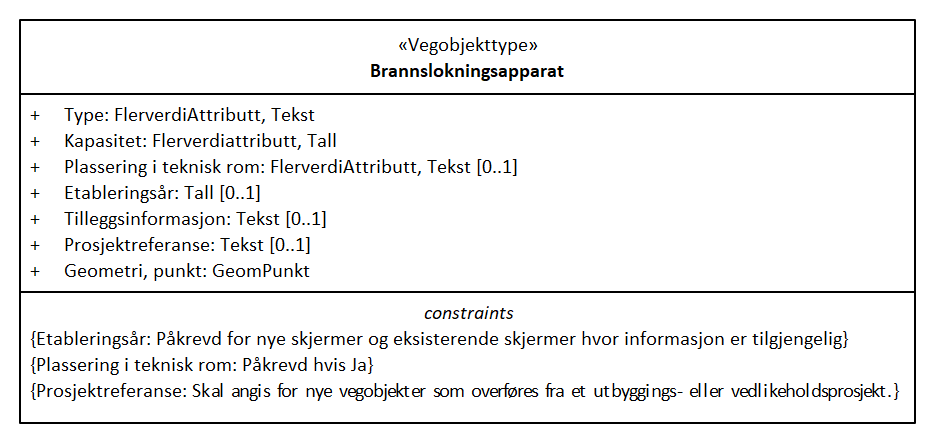 «Vegobjekttype»
Brannslokningsapparat
+ Type: FlerverdiAttributt, Tekst
+ Kapasitet: Flerverdiattributt, Tall
+ Plassering i teknisk rom: FlerverdiAttributt, Tekst [0..1]
+ Etableringsår: Tall [0..1]
+ Tilleggsinformasjon: Tekst [0..1]
+ Prosjektreferanse: Tekst [0..1]
+ Geometri, punkt: GeomPunkt
constraints
{Etableringsår: Påkrevd for nye skjermer og eksisterende skjermer hvor informasjon er tilgjengelig}
{Plassering i teknisk rom: Påkrevd hvis Ja}
{Prosjektreferanse: Skal angis for nye vegobjekter som overføres fra et utbyggings- eller vedlikeholdsprosjekt.}